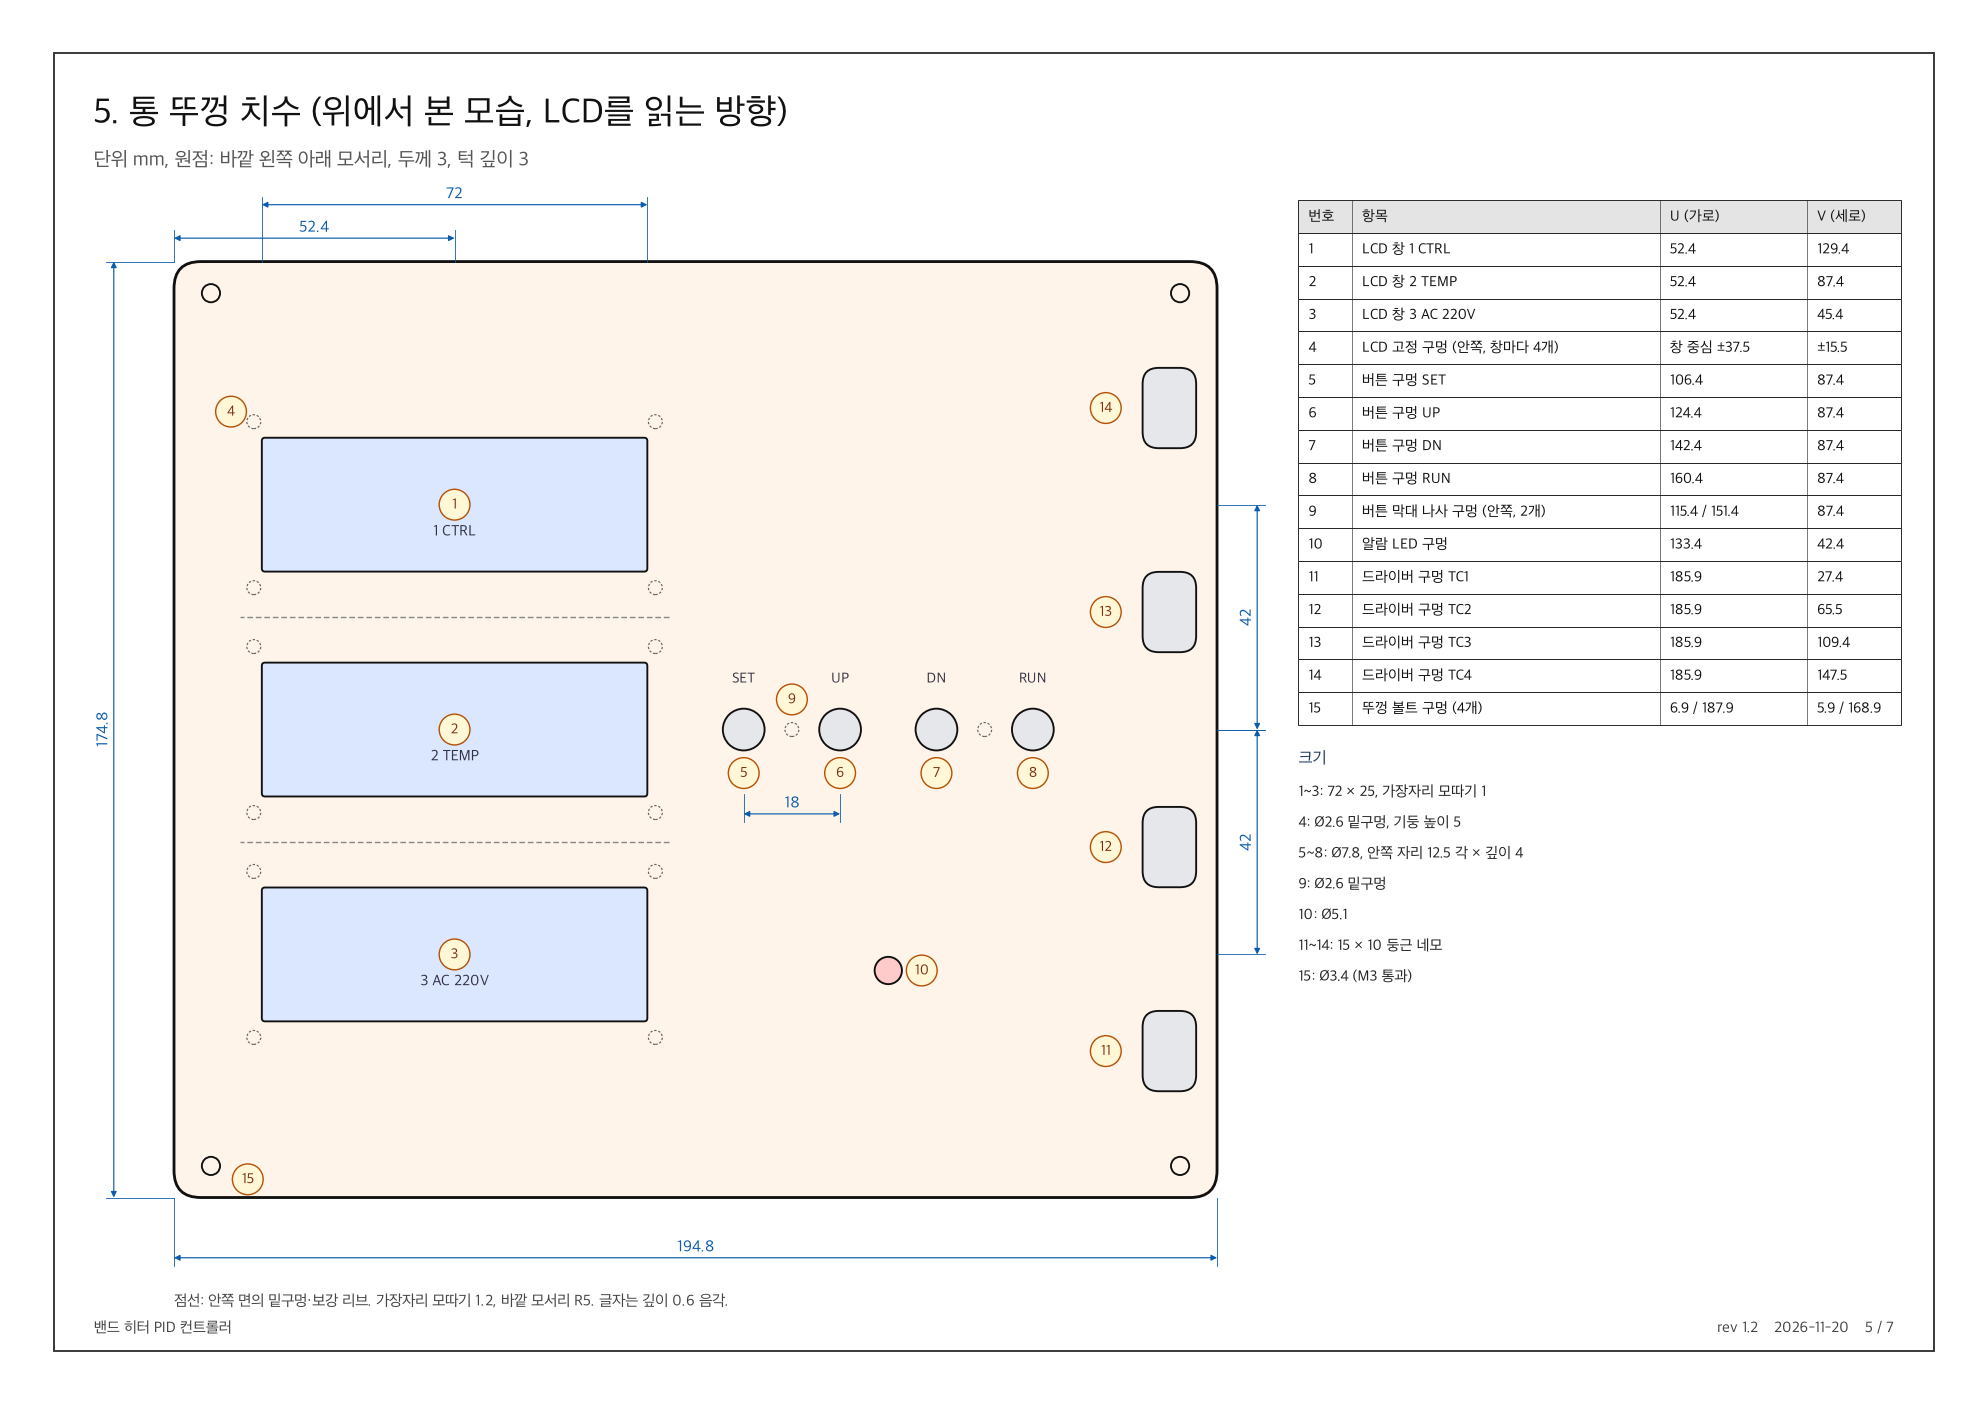 5. 통 뚜껑 치수 (위에서 본 모습, LCD를 읽는 방향)
단위 mm, 원점: 바깥 왼쪽 아래 모서리, 두께 3, 턱 깊이 3
72
52.4
174.8
4
1
1 CTRL
2
2 TEMP
3
3 AC 220V
SET
UP
DN
RUN
9
5
6
7
8
18
10
14
13
12
11
42
42
15
194.8
번호 항목 U (가로) V (세로)
1 LCD 창 1 CTRL 52.4 129.4
2 LCD 창 2 TEMP 52.4 87.4
3 LCD 창 3 AC 220V 52.4 45.4
4 LCD 고정 구멍 (안쪽, 창마다 4개) 창 중심 ±37.5 ±15.5
5 버튼 구멍 SET 106.4 87.4
6 버튼 구멍 UP 124.4 87.4
7 버튼 구멍 DN 142.4 87.4
8 버튼 구멍 RUN 160.4 87.4
9 버튼 막대 나사 구멍 (안쪽, 2개) 115.4 / 151.4 87.4
10 알람 LED 구멍 133.4 42.4
11 드라이버 구멍 TC1 185.9 27.4
12 드라이버 구멍 TC2 185.9 65.5
13 드라이버 구멍 TC3 185.9 109.4
14 드라이버 구멍 TC4 185.9 147.5
15 뚜껑 볼트 구멍 (4개) 6.9 / 187.9 5.9 / 168.9
크기
1~3: 72 × 25, 가장자리 모따기 1
4: Ø2.6 밑구멍, 기둥 높이 5
5~8: Ø7.8, 안쪽 자리 12.5 각 × 깊이 4
9: Ø2.6 밑구멍
10: Ø5.1
11~14: 15 × 10 둥근 네모
15: Ø3.4 (M3 통과)
점선: 안쪽 면의 밑구멍·보강 리브. 가장자리 모따기 1.2, 바깥 모서리 R5. 글자는 깊이 0.6 음각.
밴드 히터 PID 컨트롤러
rev 1.2 2026-11-20 5 / 7